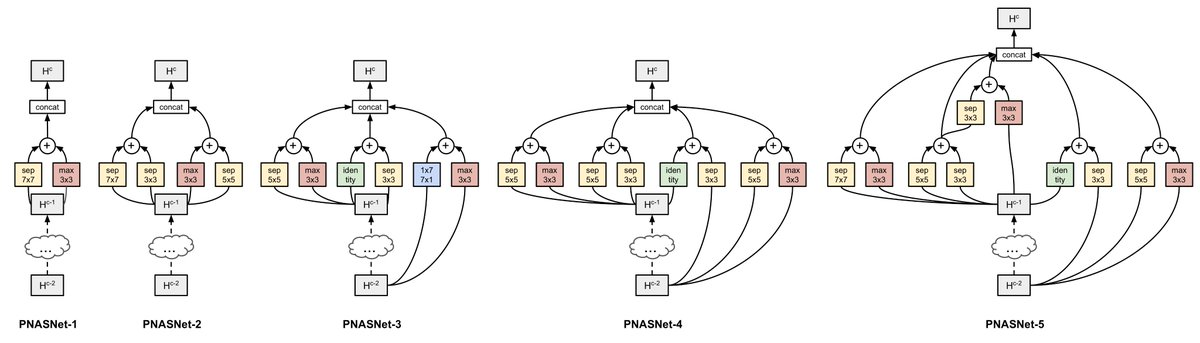 H^c
concat
+
sep 7x7
max 3x3
H^c-1
...
H^c-2
PNASNet-1
H^c
concat
+ +
sep 7x7
sep 3x3
max 3x3
sep 5x5
H^c-1
...
H^c-2
PNASNet-2
H^c
concat
+ + +
sep 5x5
max 3x3
iden tity
sep 3x3
1x7 7x1
max 3x3
H^c-1
...
H^c-2
PNASNet-3
H^c
concat
+ + + +
sep 5x5
max 3x3
sep 5x5
sep 3x3
iden tity
sep 3x3
sep 5x5
max 3x3
H^c-1
...
H^c-2
PNASNet-4
H^c
concat
+
sep 3x3
max 3x3
+ + + +
sep 7x7
max 3x3
sep 5x5
sep 3x3
iden tity
sep 3x3
sep 5x5
max 3x3
H^c-1
...
H^c-2
PNASNet-5